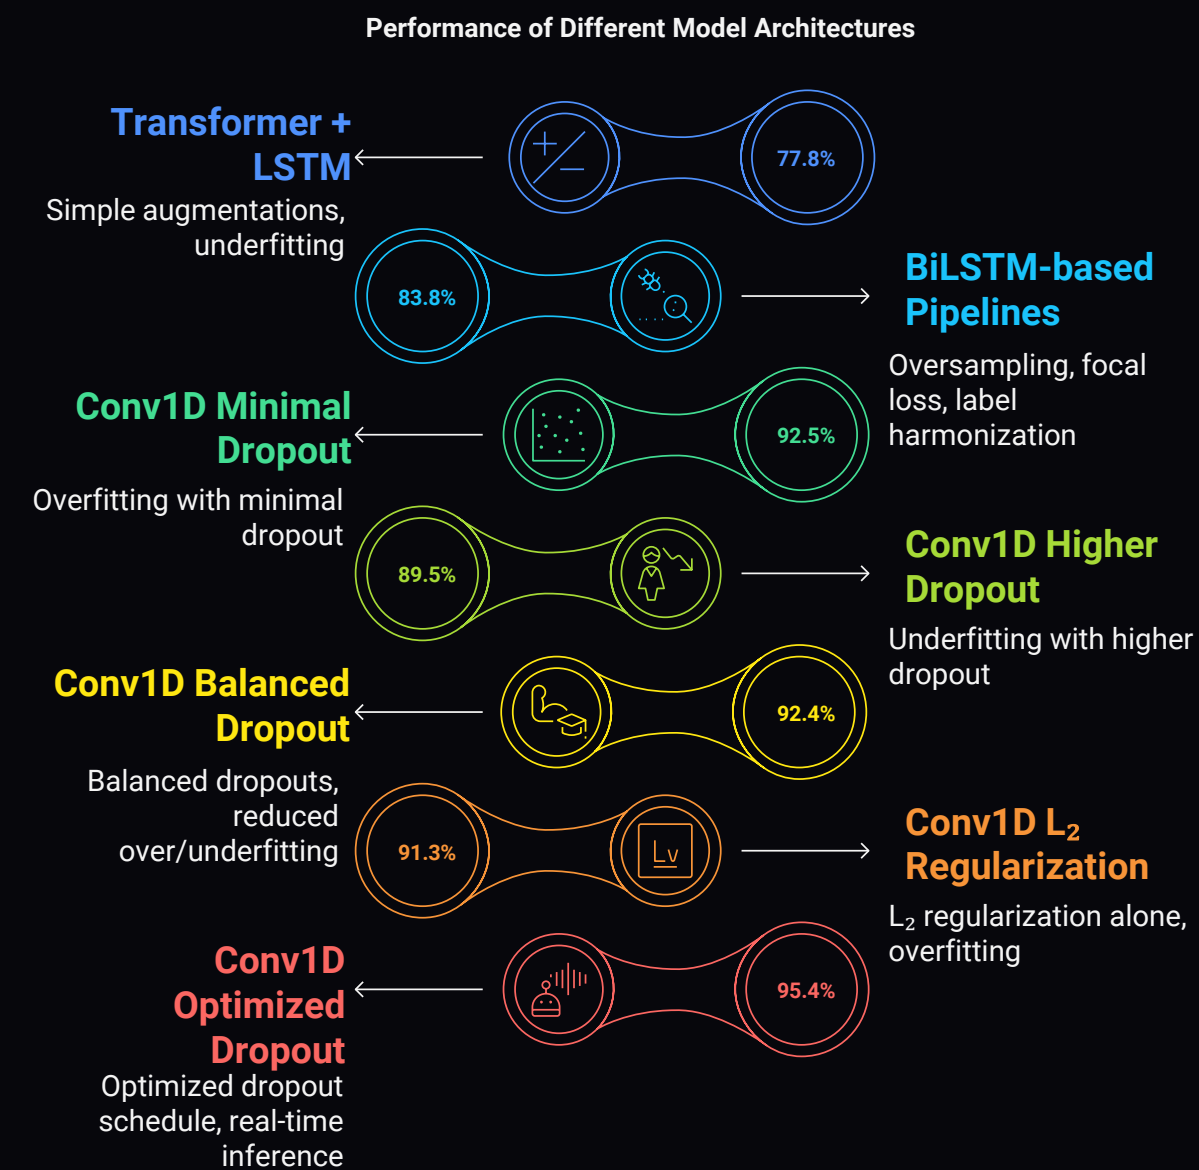 Performance of Different Model Architectures
Transformer +
LSTM
Simple augmentations,
underfitting
77.8%
83.8%
BiLSTM-based
Pipelines
Oversampling, focal
loss, label
harmonization
Conv1D Minimal
Dropout
Overfitting with minimal
dropout
92.5%
89.5%
Conv1D Higher
Dropout
Underfitting with higher
dropout
Conv1D Balanced
Dropout
Balanced dropouts,
reduced
over/underfitting
92.4%
91.3%
Lv
Conv1D L₂
Regularization
L₂ regularization alone,
overfitting
Conv1D
Optimized
Dropout
Optimized dropout
schedule, real-time
inference
95.4%